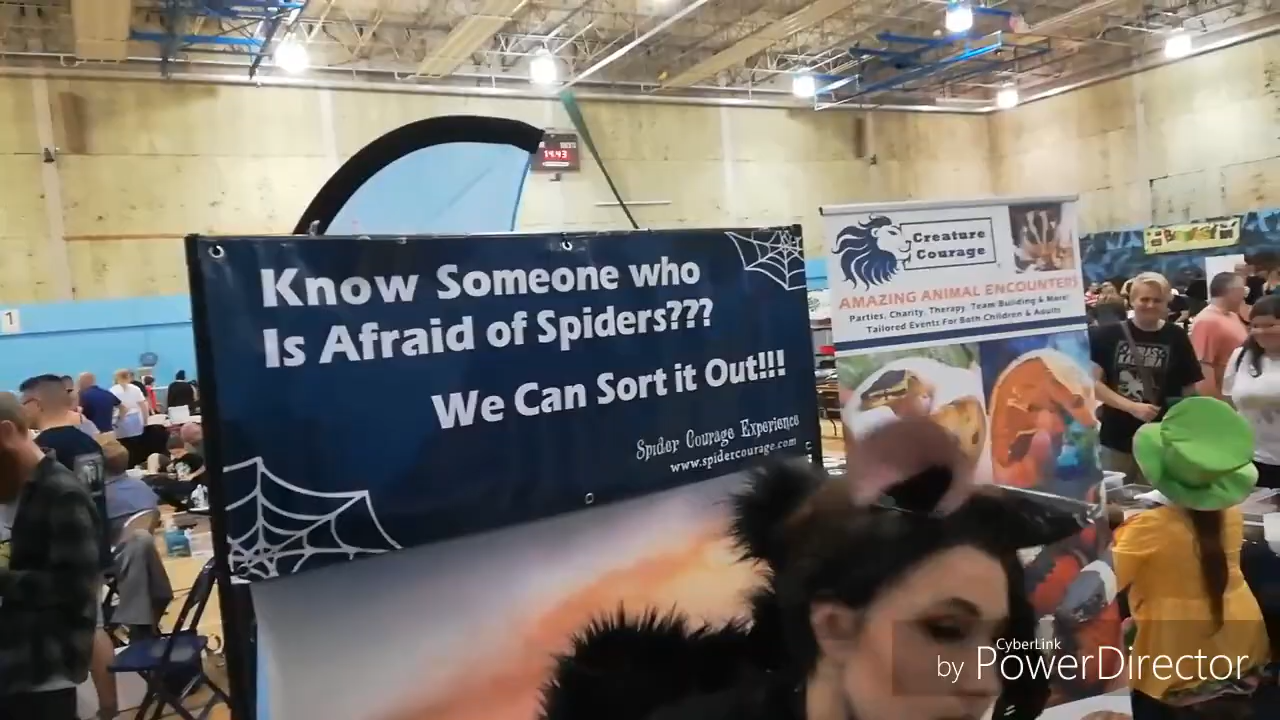 1
19:43
Know Someone who
Is Afraid of Spiders???
We Can Sort it Out!!!
Spider Courage Experience
www.spidercourage.com
Creature
Courage
AMAZING ANIMAL ENCOUNTERS
Parties, Charity, Therapy, Team Building & More!
Tailored Events For Both Children & Adults
CyberLink
by PowerDirector